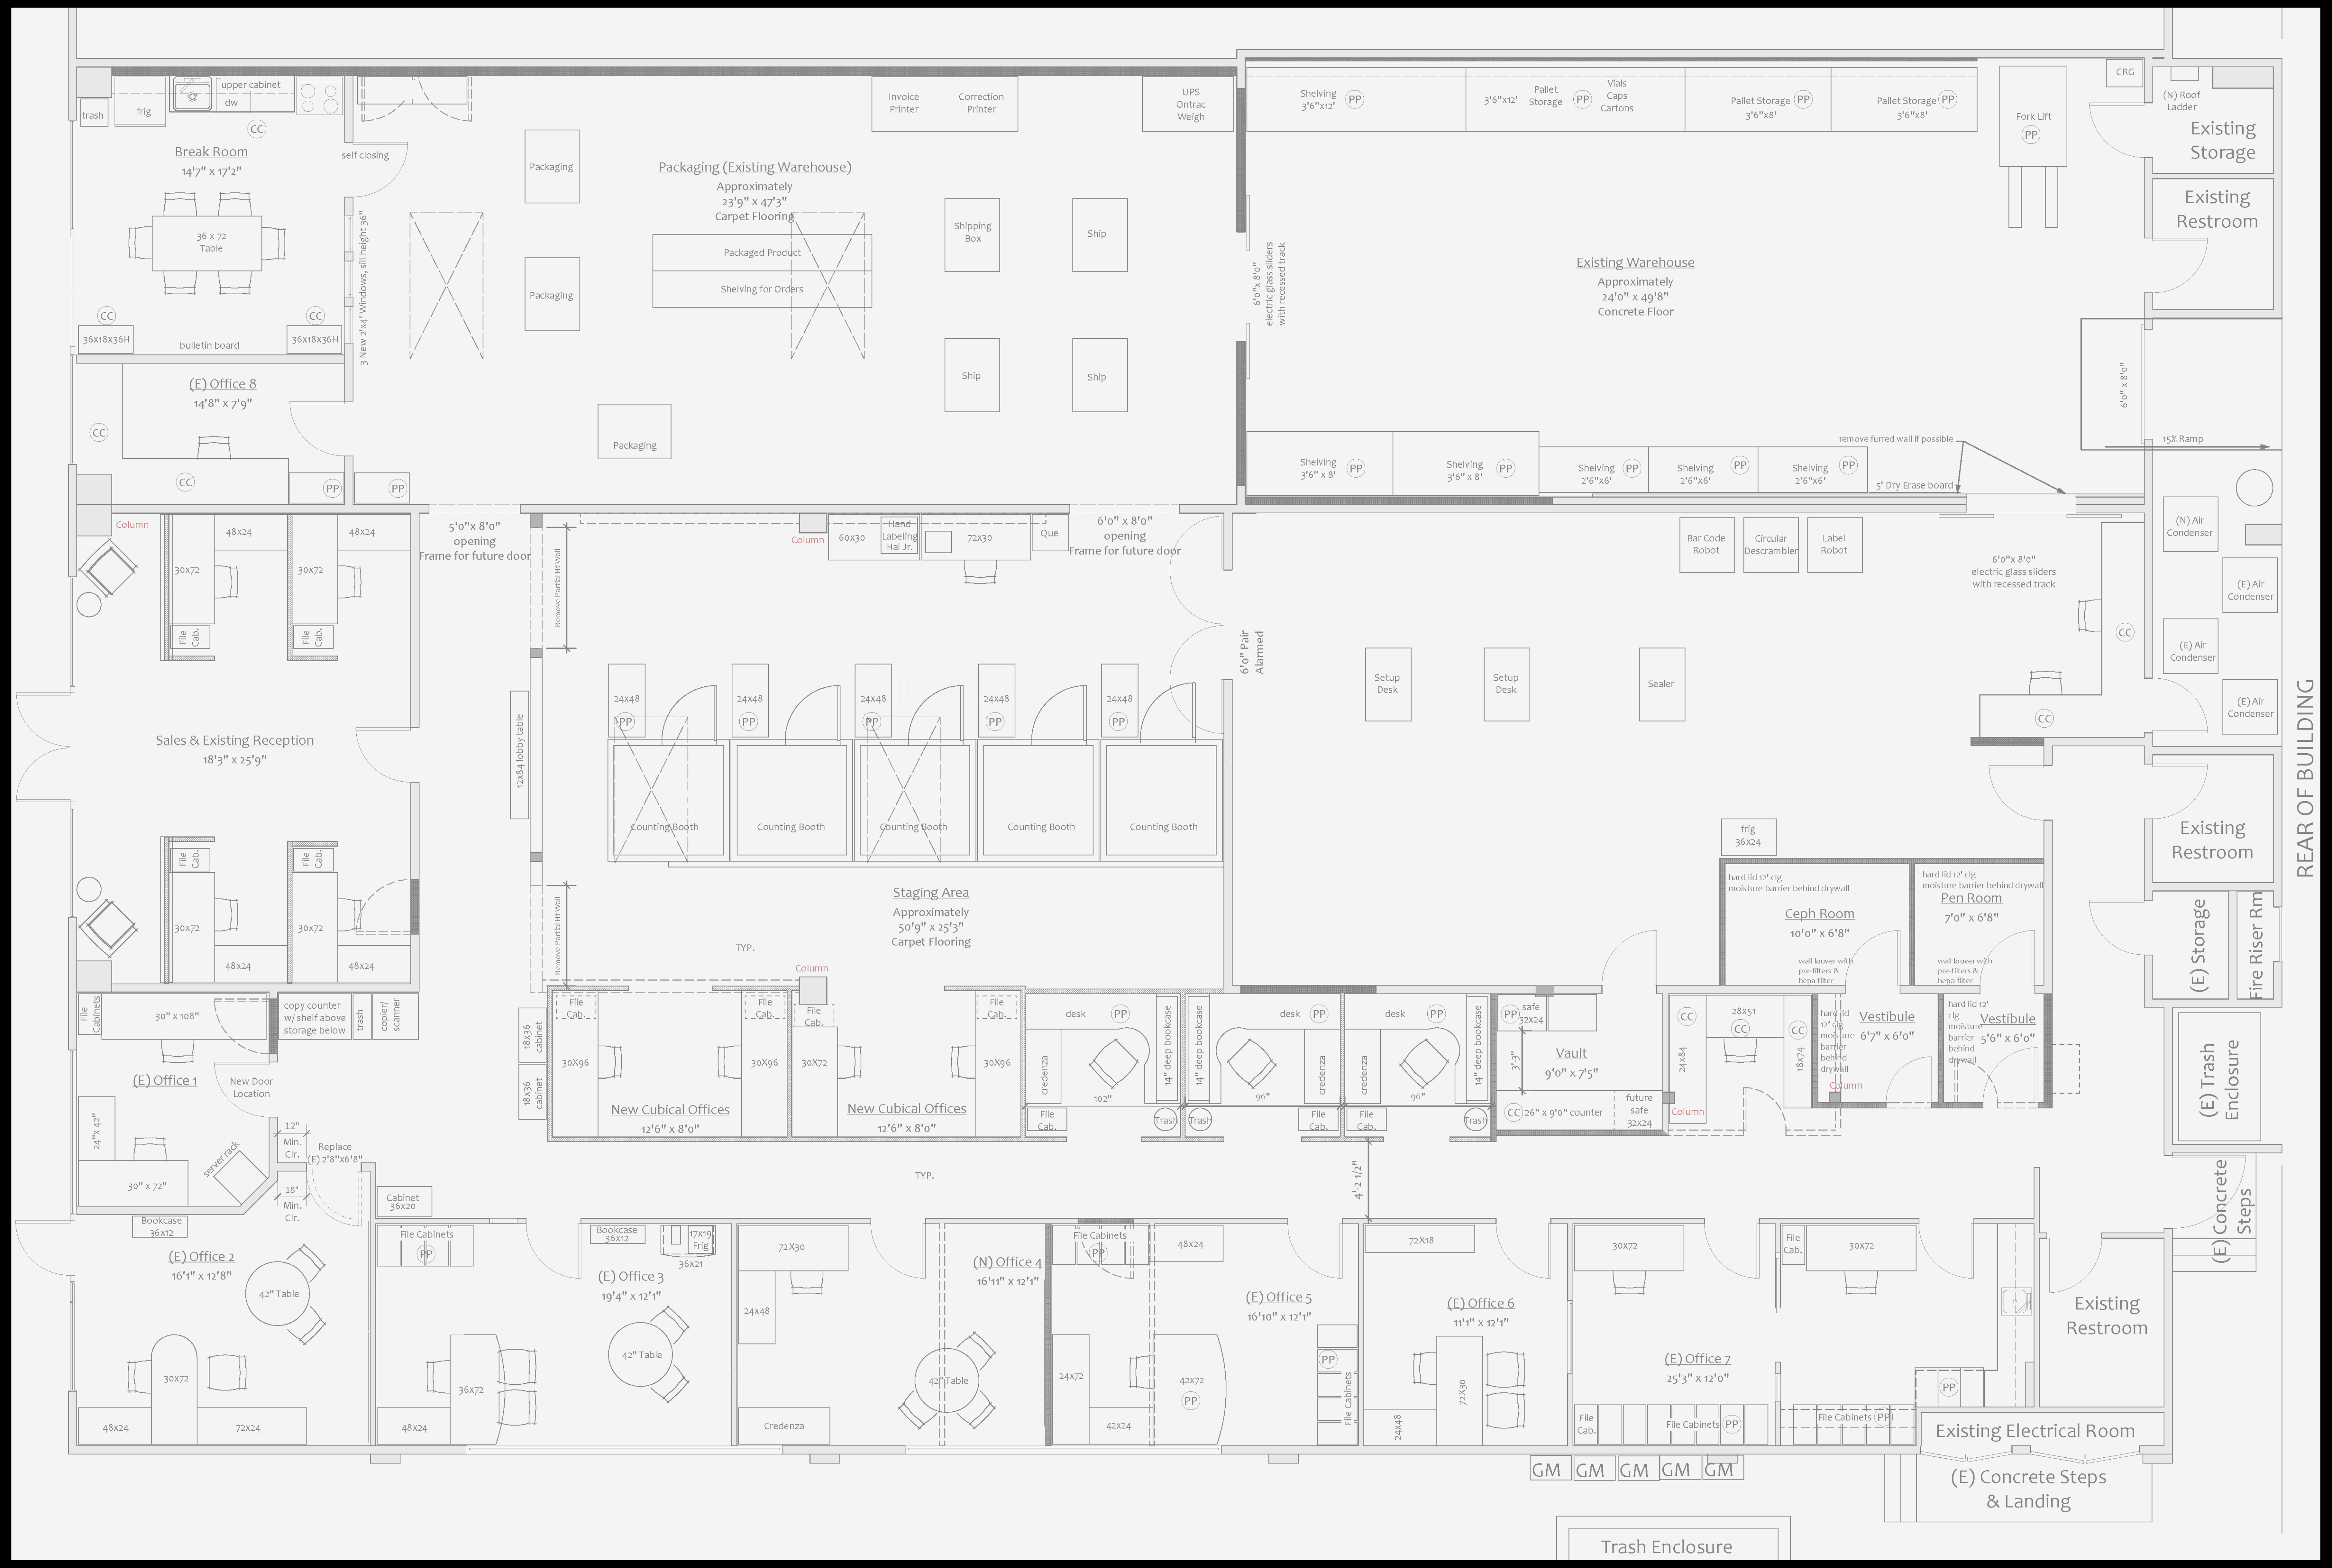 trash
frig
upper cabinet
dw
CC
Break Room
14'7" x 17'2"
self closing
36 x 72
Table
3 New 2'x4' Windows, sill height 36"
CC
CC
36x18x36H
36x18x36H
bulletin board
(E) Office 8
14'8" x 7'9"
CC
CC
PP
PP
Packaging
Packaging
Packaging
Packaging (Existing Warehouse)
Approximately
23'9" x 47'3"
Carpet Flooring
Packaged Product
Shelving for Orders
Invoice
Printer
Correction
Printer
UPS
Ontrac
Weigh
Shipping
Box
Ship
Ship
Ship
6'0"x 8'0"
electric glass sliders
with recessed track
Shelving
3'6"x12'
PP
3'6"x12'
Pallet
Storage
PP
Vials
Caps
Cartons
Pallet Storage
3'6"x8'
PP
Pallet Storage
3'6"x8'
PP
Fork Lift
PP
CRG
(N) Roof
Ladder
Existing
Storage
Existing
Restroom
Existing Warehouse
Approximately
24'0" x 49'8"
Concrete Floor
6'0" x 8'0"
15% Ramp
remove furred wall if possible
5' Dry Erase board
Shelving
3'6" x 8'
PP
Shelving
3'6" x 8'
PP
Shelving
2'6"x6'
PP
Shelving
2'6"x6'
PP
Shelving
2'6"x6'
PP
Column
48x24
48x24
30x72
30x72
File
Cab.
File
Cab.
5'0"x 8'0"
opening
Frame for future door
Remove Partial Ht Wall
Column
60x30
Hand
Labeling
Hal Jr.
72x30
Que
6'0" x 8'0"
opening
Frame for future door
6'0" Pair
Alarmed
Bar Code
Robot
Circular
Descrambler
Label
Robot
6'0"x 8'0"
electric glass sliders
with recessed track
CC
CC
(N) Air
Condenser
(E) Air
Condenser
(E) Air
Condenser
(E) Air
Condenser
REAR OF BUILDING
Sales & Existing Reception
18'3" x 25'9"
12x84 lobby table
24x48
PP
24x48
PP
24x48
PP
24x48
PP
24x48
PP
Counting Booth
Counting Booth
Counting Booth
Counting Booth
Counting Booth
Setup
Desk
Setup
Desk
Sealer
frig
36x24
Existing
Restroom
File
Cab.
File
Cab.
30x72
30x72
48x24
48x24
Remove Partial Ht Wall
Staging Area
Approximately
50'9" x 25'3"
Carpet Flooring
TYP.
Column
hard lid 12' clg
moisture barrier behind drywall
Ceph Room
10'0" x 6'8"
wall louver with
pre-filters &
hepa filter
hard lid 12' clg
moisture barrier behind drywall
Pen Room
7'0" x 6'8"
wall louver with
pre-filters &
hepa filter
(E) Storage
Fire Riser Rm
File
Cabinets
30" x 108"
copy counter
w/ shelf above
storage below
trash
copier/
scanner
(E) Office 1
New Door
Location
24"x 42"
30" x 72"
server rack
12"
Min.
Clr.
18"
Min.
Clr.
Replace
(E) 2'8"x6'8"
18x36
cabinet
18x36
cabinet
File
Cab.
30X96
File
Cab.
30X96
New Cubical Offices
12'6" x 8'0"
File
Cab.
30X72
File
Cab.
30X96
New Cubical Offices
12'6" x 8'0"
desk
PP
credenza
14" deep bookcase
102"
File
Cab.
Trash
14" deep bookcase
desk
PP
credenza
96"
Trash
File
Cab.
desk
PP
credenza
14" deep bookcase
96"
File
Cab.
Trash
PP
safe
32x24
3'-3"
Vault
9'0" x 7'5"
CC
26" x 9'0" counter
future
safe
32x24
Column
CC
28x51
CC
CC
24x84
18x74
hard lid
12' clg
moisture
barrier
behind
drywall
Vestibule
6'7" x 6'0"
Column
hard lid 12'
clg
moisture
barrier
behind
drywall
Vestibule
5'6" x 6'0"
(E) Trash
Enclosure
TYP.
4'-2 1/2"
(E) Concrete
Steps
Bookcase
36x12
(E) Office 2
16'1" x 12'8"
42" Table
30x72
48x24
72x24
Cabinet
36x20
File Cabinets
PP
Bookcase
36x12
17x19
Frig
36x21
(E) Office 3
19'4" x 12'1"
42" Table
36x72
48x24
72X30
24x48
(N) Office 4
16'11" x 12'1"
42" Table
Credenza
File Cabinets
PP
48x24
(E) Office 5
16'10" x 12'1"
24x72
42x72
PP
42x24
PP
File Cabinets
72X18
(E) Office 6
11'1" x 12'1"
72X30
24x48
30x72
(E) Office 7
25'3" x 12'0"
File
Cab.
File Cabinets
PP
File
Cab.
30x72
File Cabinets
PP
PP
Existing
Restroom
Existing Electrical Room
(E) Concrete Steps
& Landing
GM
GM
GM
GM
GM
Trash Enclosure